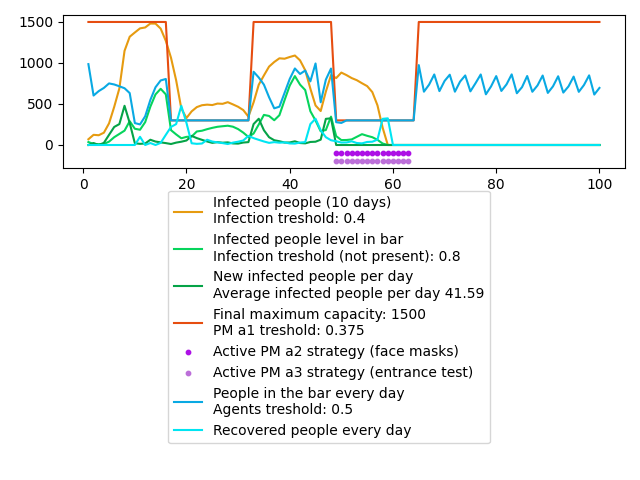 1500
1000
500
0
0
20
40
60
80
100
Infected people (10 days)
Infection treshold: 0.4
Infected people level in bar
Infection treshold (not present): 0.8
New infected people per day
Average infected people per day 41.59
Final maximum capacity: 1500
PM a1 treshold: 0.375
Active PM a2 strategy (face masks)
Active PM a3 strategy (entrance test)
People in the bar every day
Agents treshold: 0.5
Recovered people every day